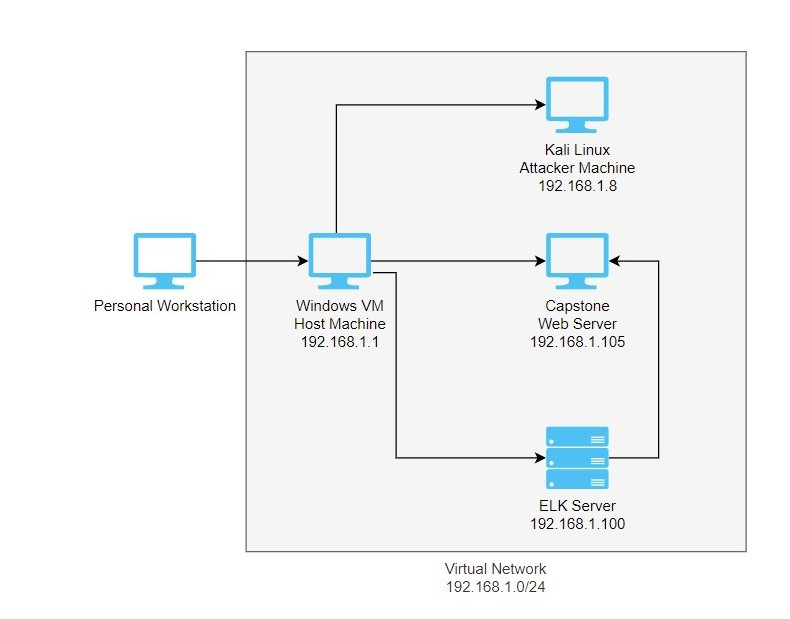 Kali Linux
Attacker Machine
192.168.1.8
Personal Workstation
Windows VM
Host Machine
192.168.1.1
Capstone
Web Server
192.168.1.105
ELK Server
192.168.1.100
Virtual Network
192.168.1.0/24